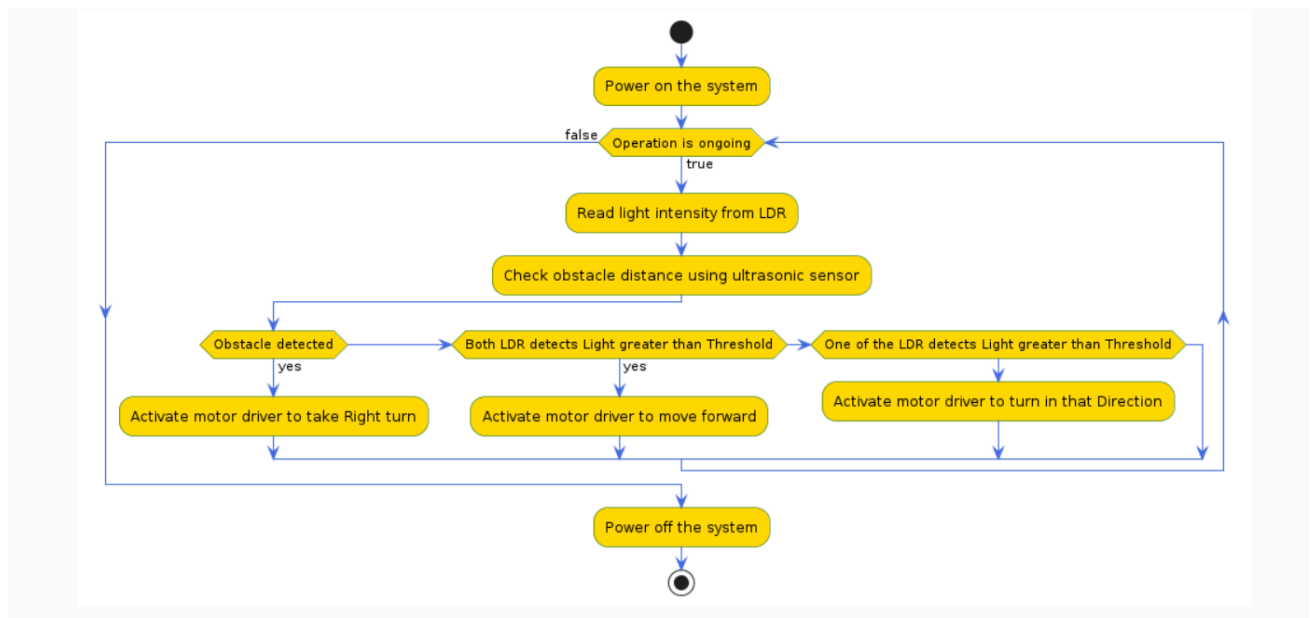 Power on the system
false
Operation is ongoing
true
Read light intensity from LDR
Check obstacle distance using ultrasonic sensor
Obstacle detected
Both LDR detects Light greater than Threshold
One of the LDR detects Light greater than Threshold
yes
yes
Activate motor driver to take Right turn
Activate motor driver to move forward
Activate motor driver to turn in that Direction
Power off the system